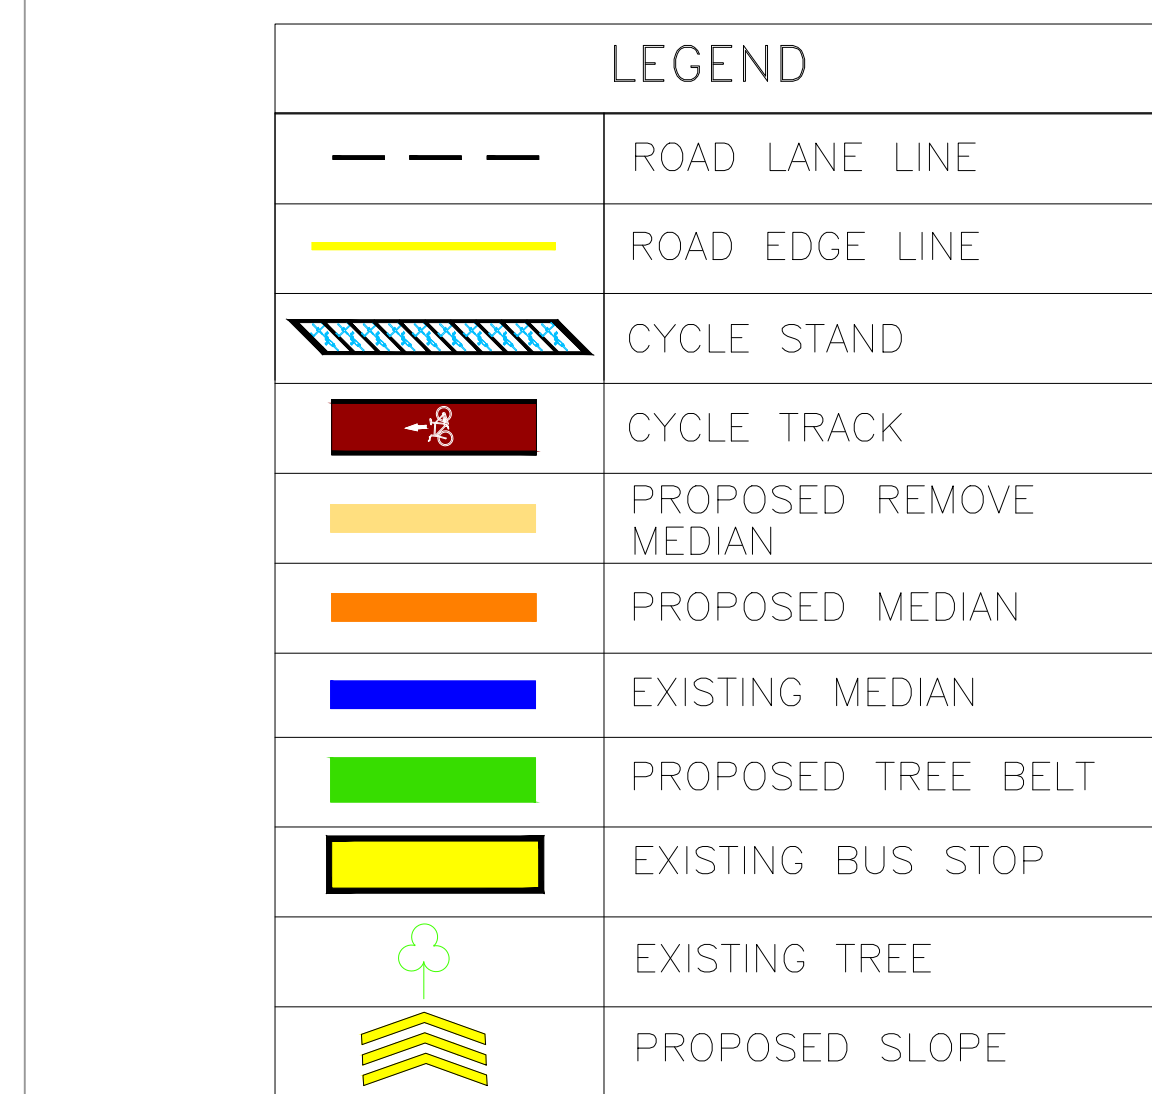 LEGEND
ROAD LANE LINE
ROAD EDGE LINE
CYCLE STAND
CYCLE TRACK
PROPOSED REMOVE
MEDIAN
PROPOSED MEDIAN
EXISTING MEDIAN
PROPOSED TREE BELT
EXISTING BUS STOP
EXISTING TREE
PROPOSED SLOPE